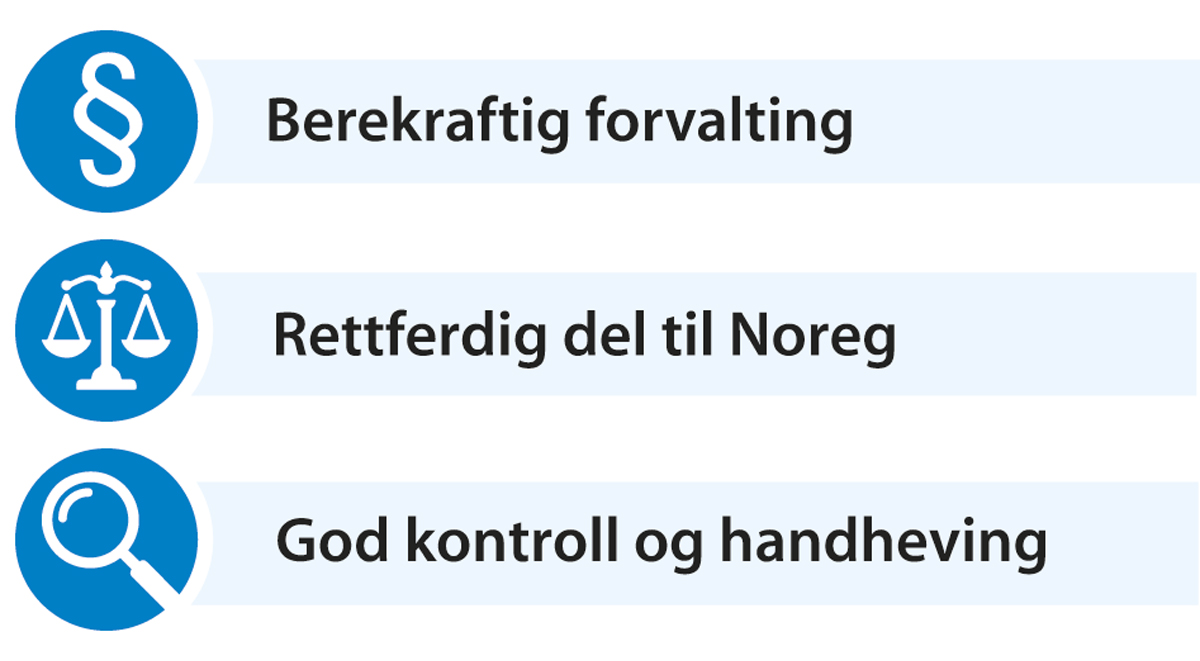 §
Berekraftig forvalting
Rettferdig del til Noreg
God kontroll og handheving